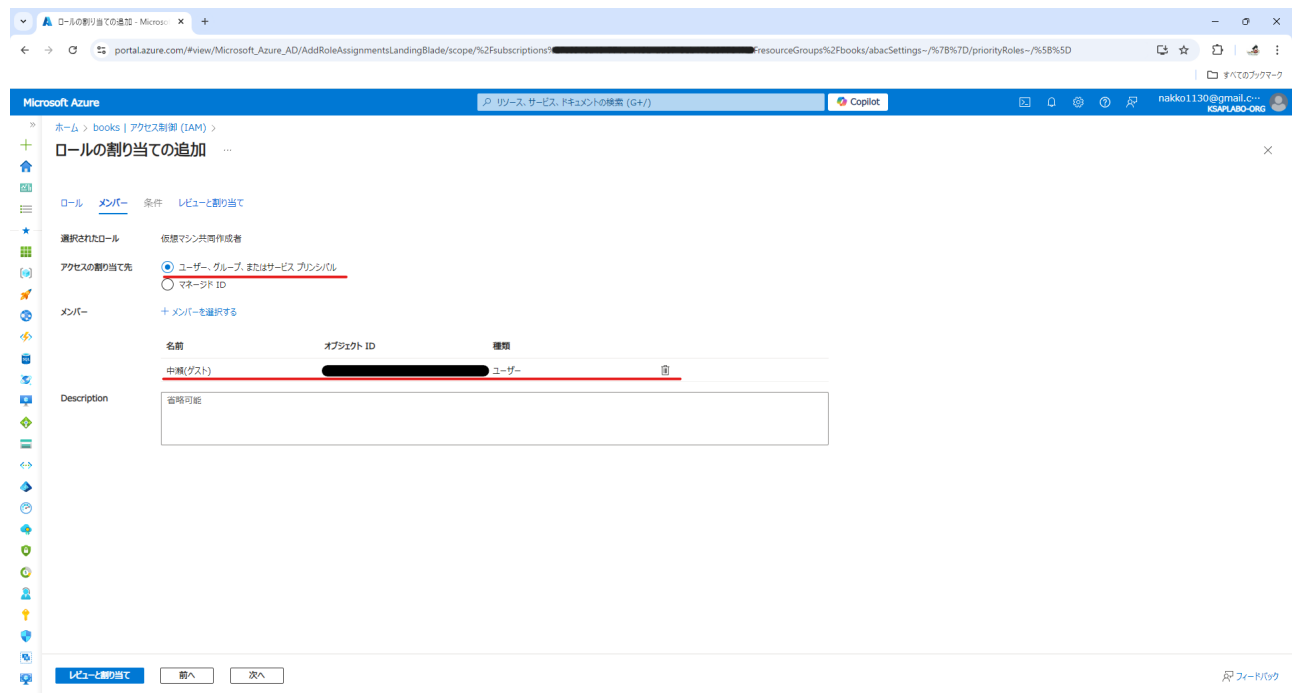 ロールの割り当ての追加 - Microso
portal.azure.com/#view/Microsoft_Azure_AD/AddRoleAssignmentsLandingBlade/scope/%2Fsubscriptions% FresourceGroups%2Fbooks/abacSettings~/%7B%7D/priorityRoles~/%5B%5D
すべてのブックマーク
Microsoft Azure
リソース、サービス、ドキュメントの検索 (G+/)
Copilot
nakko1130@gmail.c…
KSAPLABO-ORG
ホーム > books | アクセス制御 (IAM) >
ロールの割り当ての追加 …
ロール メンバー 条件 レビューと割り当て
選択されたロール 仮想マシン共同作成者
アクセスの割り当て先 ユーザー、グループ、またはサービス プリンシパル
マネージド ID
メンバー + メンバーを選択する
名前 オブジェクト ID 種類
中瀬(ゲスト) ユーザー
Description 省略可能
レビューと割り当て 前へ 次へ フィードバック